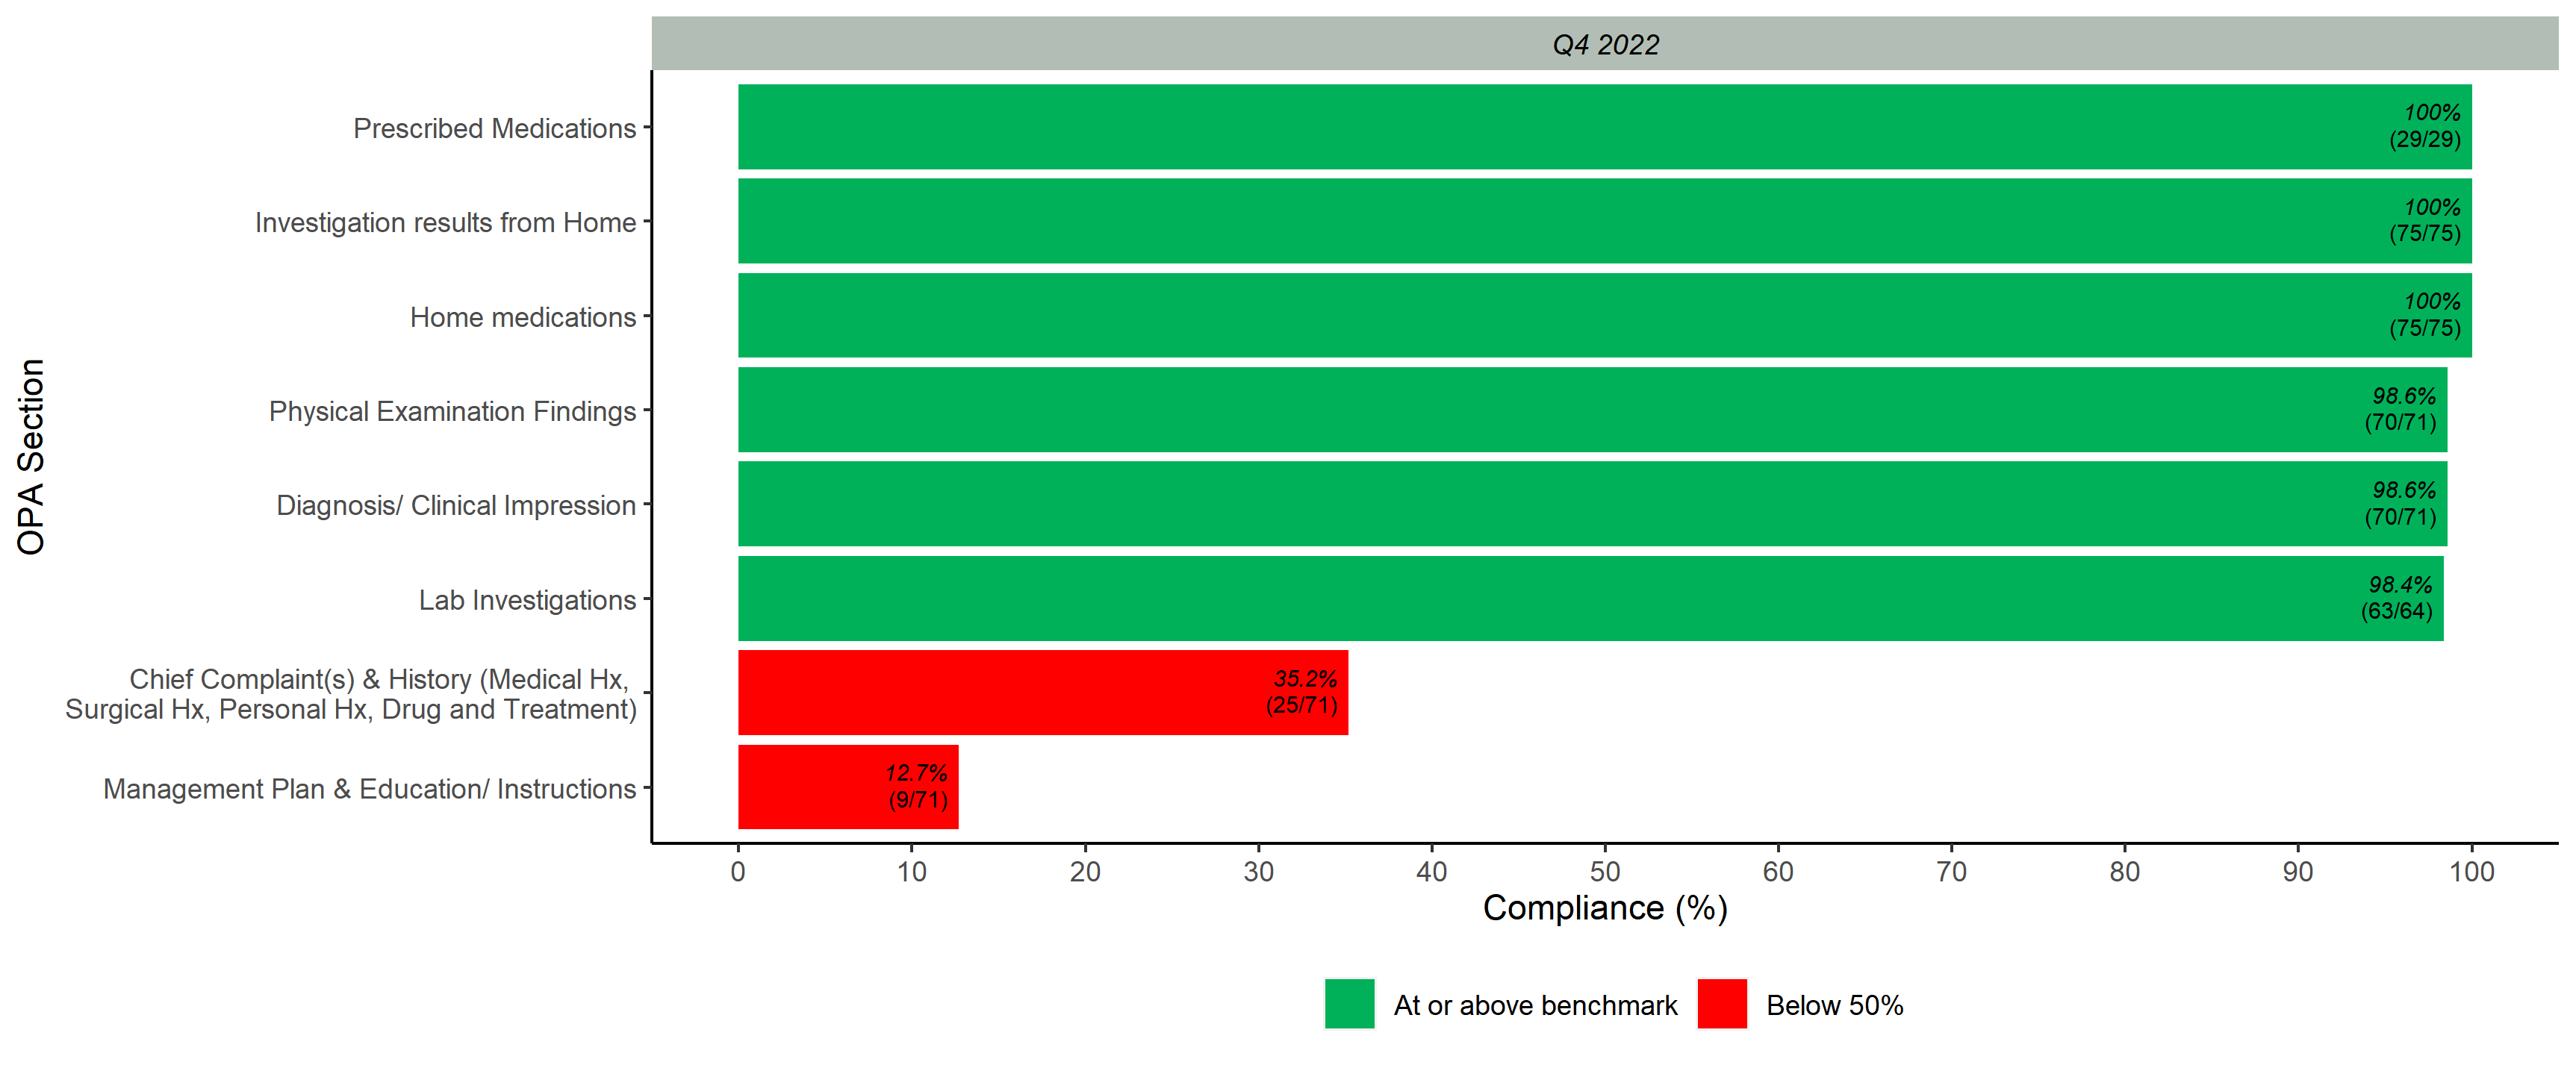 Q4 2022
OPA Section
Prescribed Medications
100%
(29/29)
Investigation results from Home
100%
(75/75)
Home medications
100%
(75/75)
Physical Examination Findings
98.6%
(70/71)
Diagnosis/ Clinical Impression
98.6%
(70/71)
Lab Investigations
98.4%
(63/64)
Chief Complaint(s) & History (Medical Hx,
Surgical Hx, Personal Hx, Drug and Treatment)
35.2%
(25/71)
Management Plan & Education/ Instructions
12.7%
(9/71)
0 10 20 30 40 50 60 70 80 90 100
Compliance (%)
At or above benchmark Below 50%